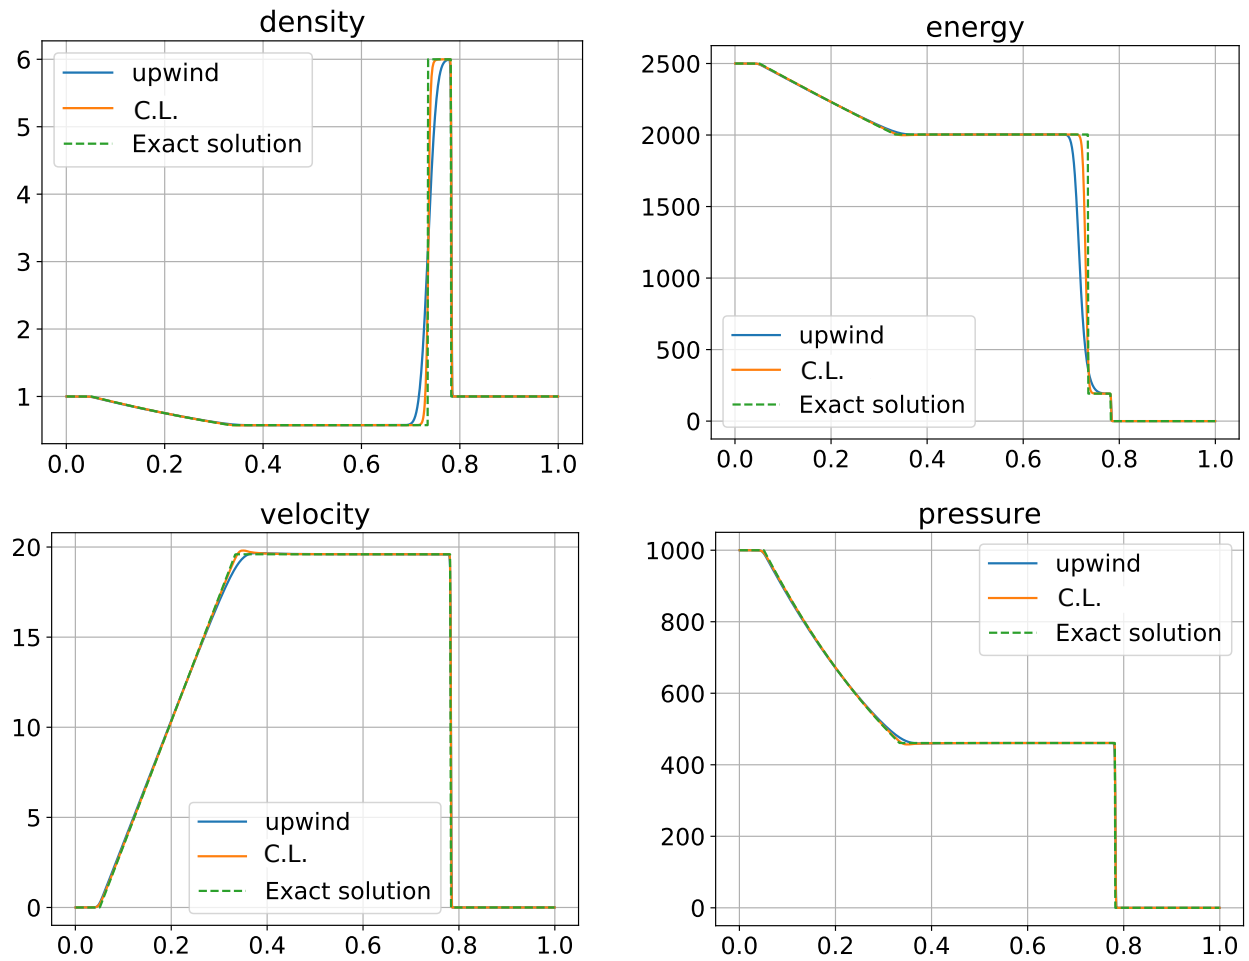 density
6
5
4
3
2
1
upwind
C.L.
Exact solution
0.0 0.2 0.4 0.6 0.8 1.0
energy
2500
2000
1500
1000
500
0
upwind
C.L.
Exact solution
0.0 0.2 0.4 0.6 0.8 1.0
velocity
20
15
10
5
0
upwind
C.L.
Exact solution
0.0 0.2 0.4 0.6 0.8 1.0
pressure
1000
800
600
400
200
0
upwind
C.L.
Exact solution
0.0 0.2 0.4 0.6 0.8 1.0